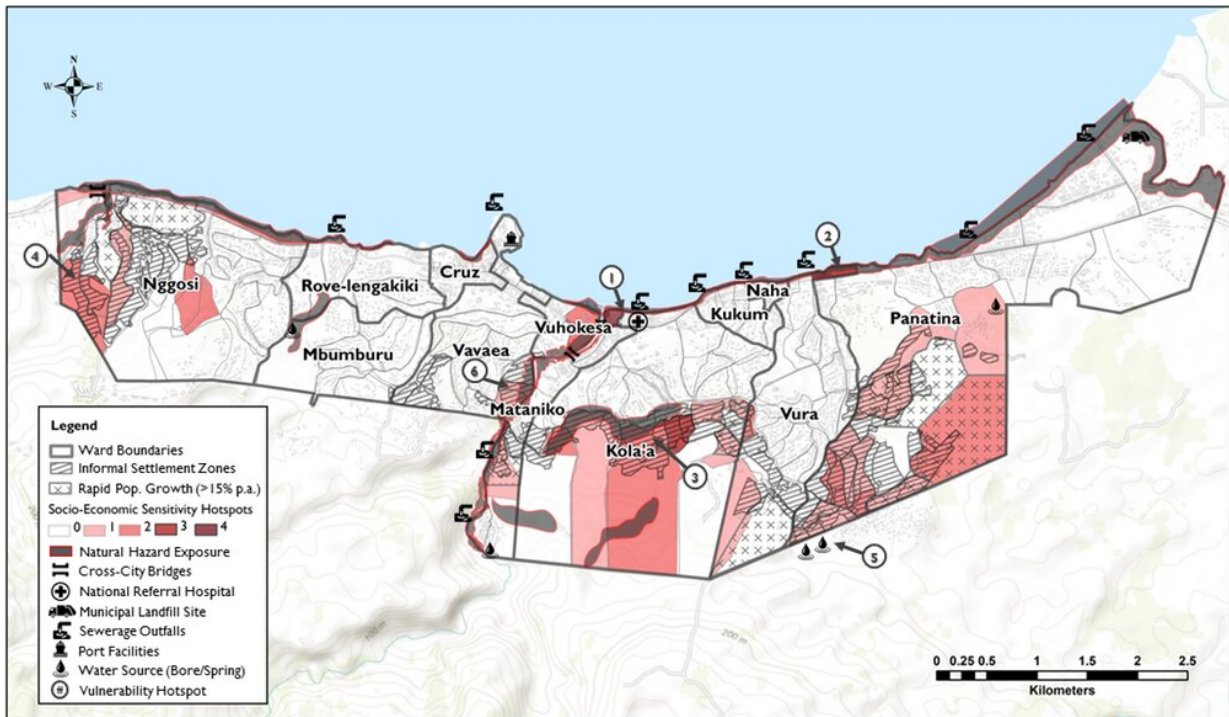 N
W E
S
1
2
4
Nggosi
Rove-lengakiki
Cruz
Mbumburu
Vavaea
Vuhokesa
Naha
Kukum
Panatina
6
Mataniko
Vura
Kola'a
3
5
100 m
200 m
Legend
Ward Boundaries
Informal Settlement Zones
Rapid Pop. Growth (>15% p.a.)
Socio-Economic Sensitivity Hotspots
0 1 2 3 4
Natural Hazard Exposure
Cross-City Bridges
National Referral Hospital
Municipal Landfill Site
Sewerage Outfalls
Port Facilities
Water Source (Bore/Spring)
# Vulnerability Hotspot
0 0.25 0.5 1 1.5 2 2.5
Kilometers